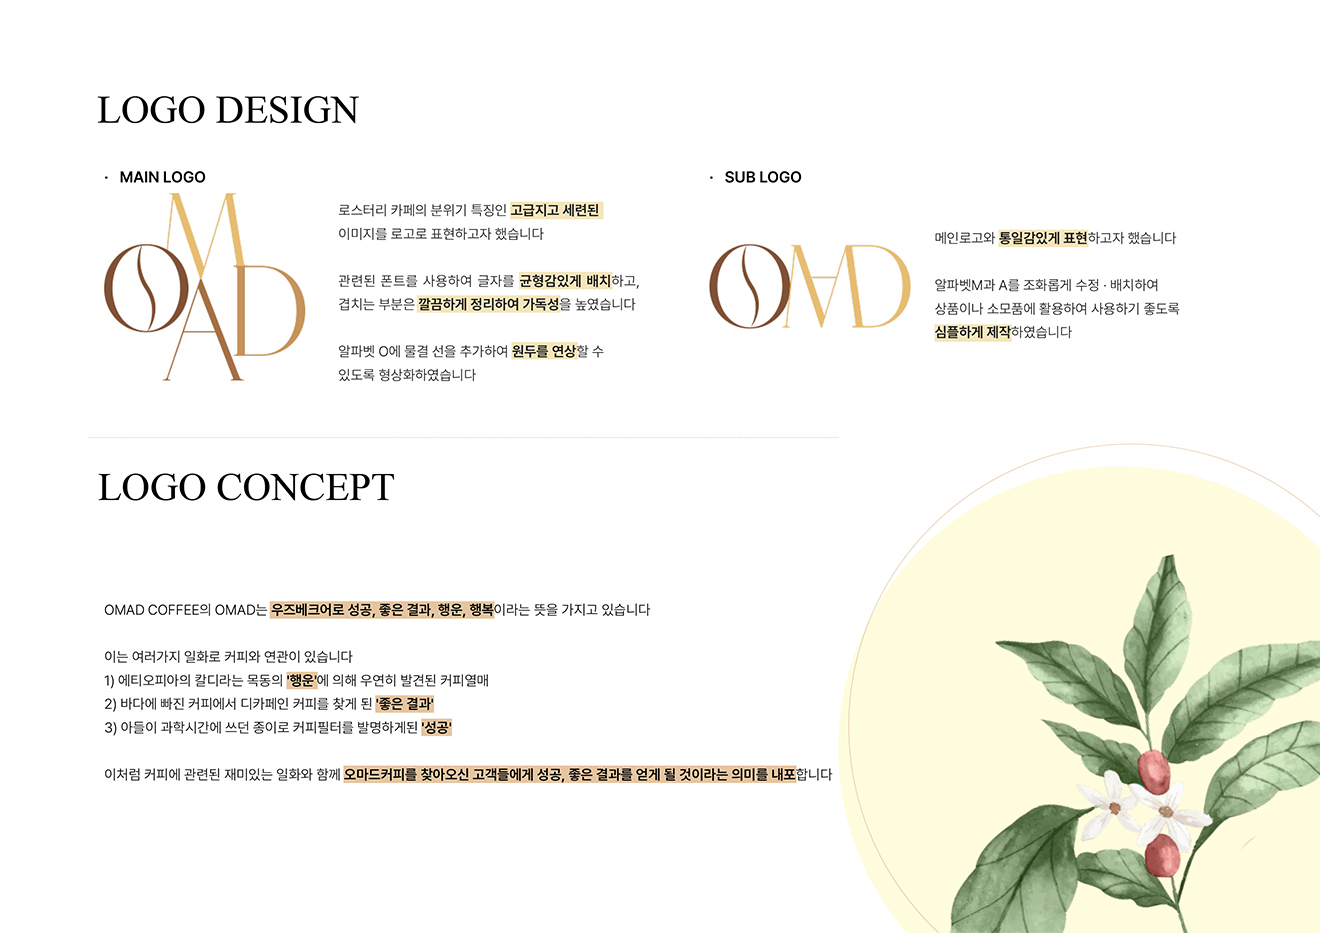 LOGO DESIGN
· MAIN LOGO
M
O
A
D
로스터리 카페의 분위기 특징인 고급지고 세련된
이미지를 로고로 표현하고자 했습니다
관련된 폰트를 사용하여 글자를 균형감있게 배치하고,
겹치는 부분은 깔끔하게 정리하여 가독성을 높였습니다
알파벳 O에 물결 선을 추가하여 원두를 연상할 수
있도록 형상화하였습니다
· SUB LOGO
OMAD
메인로고와 통일감있게 표현하고자 했습니다
알파벳M과 A를 조화롭게 수정 · 배치하여
상품이나 소모품에 활용하여 사용하기 좋도록
심플하게 제작하였습니다
LOGO CONCEPT
OMAD COFFEE의 OMAD는 우즈베크어로 성공, 좋은 결과, 행운, 행복이라는 뜻을 가지고 있습니다
이는 여러가지 일화로 커피와 연관이 있습니다
1) 에티오피아의 칼디라는 목동의 '행운'에 의해 우연히 발견된 커피열매
2) 바다에 빠진 커피에서 디카페인 커피를 찾게 된 '좋은 결과'
3) 아들이 과학시간에 쓰던 종이로 커피필터를 발명하게된 '성공'
이처럼 커피에 관련된 재미있는 일화와 함께 오마드커피를 찾아오신 고객들에게 성공, 좋은 결과를 얻게 될 것이라는 의미를 내포합니다